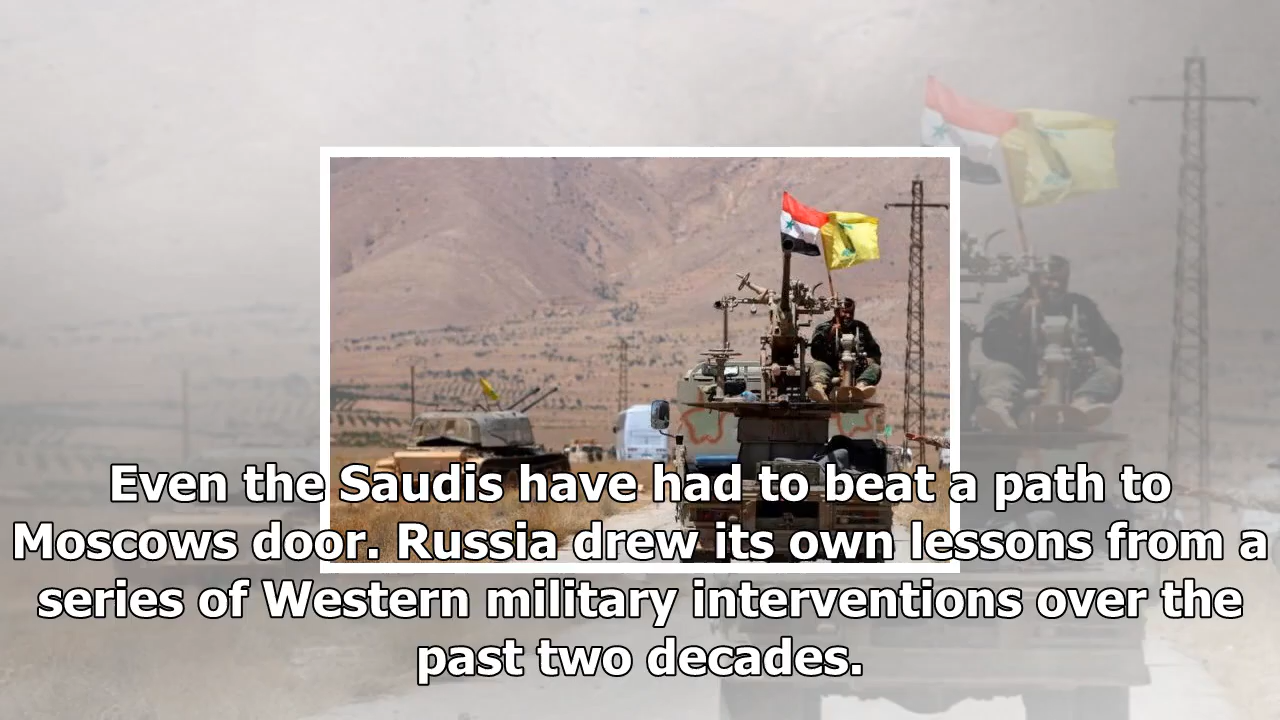 Even the Saudis have had to beat a path to
Moscows door. Russia drew its own lessons from a
series of Western military interventions over the
past two decades.